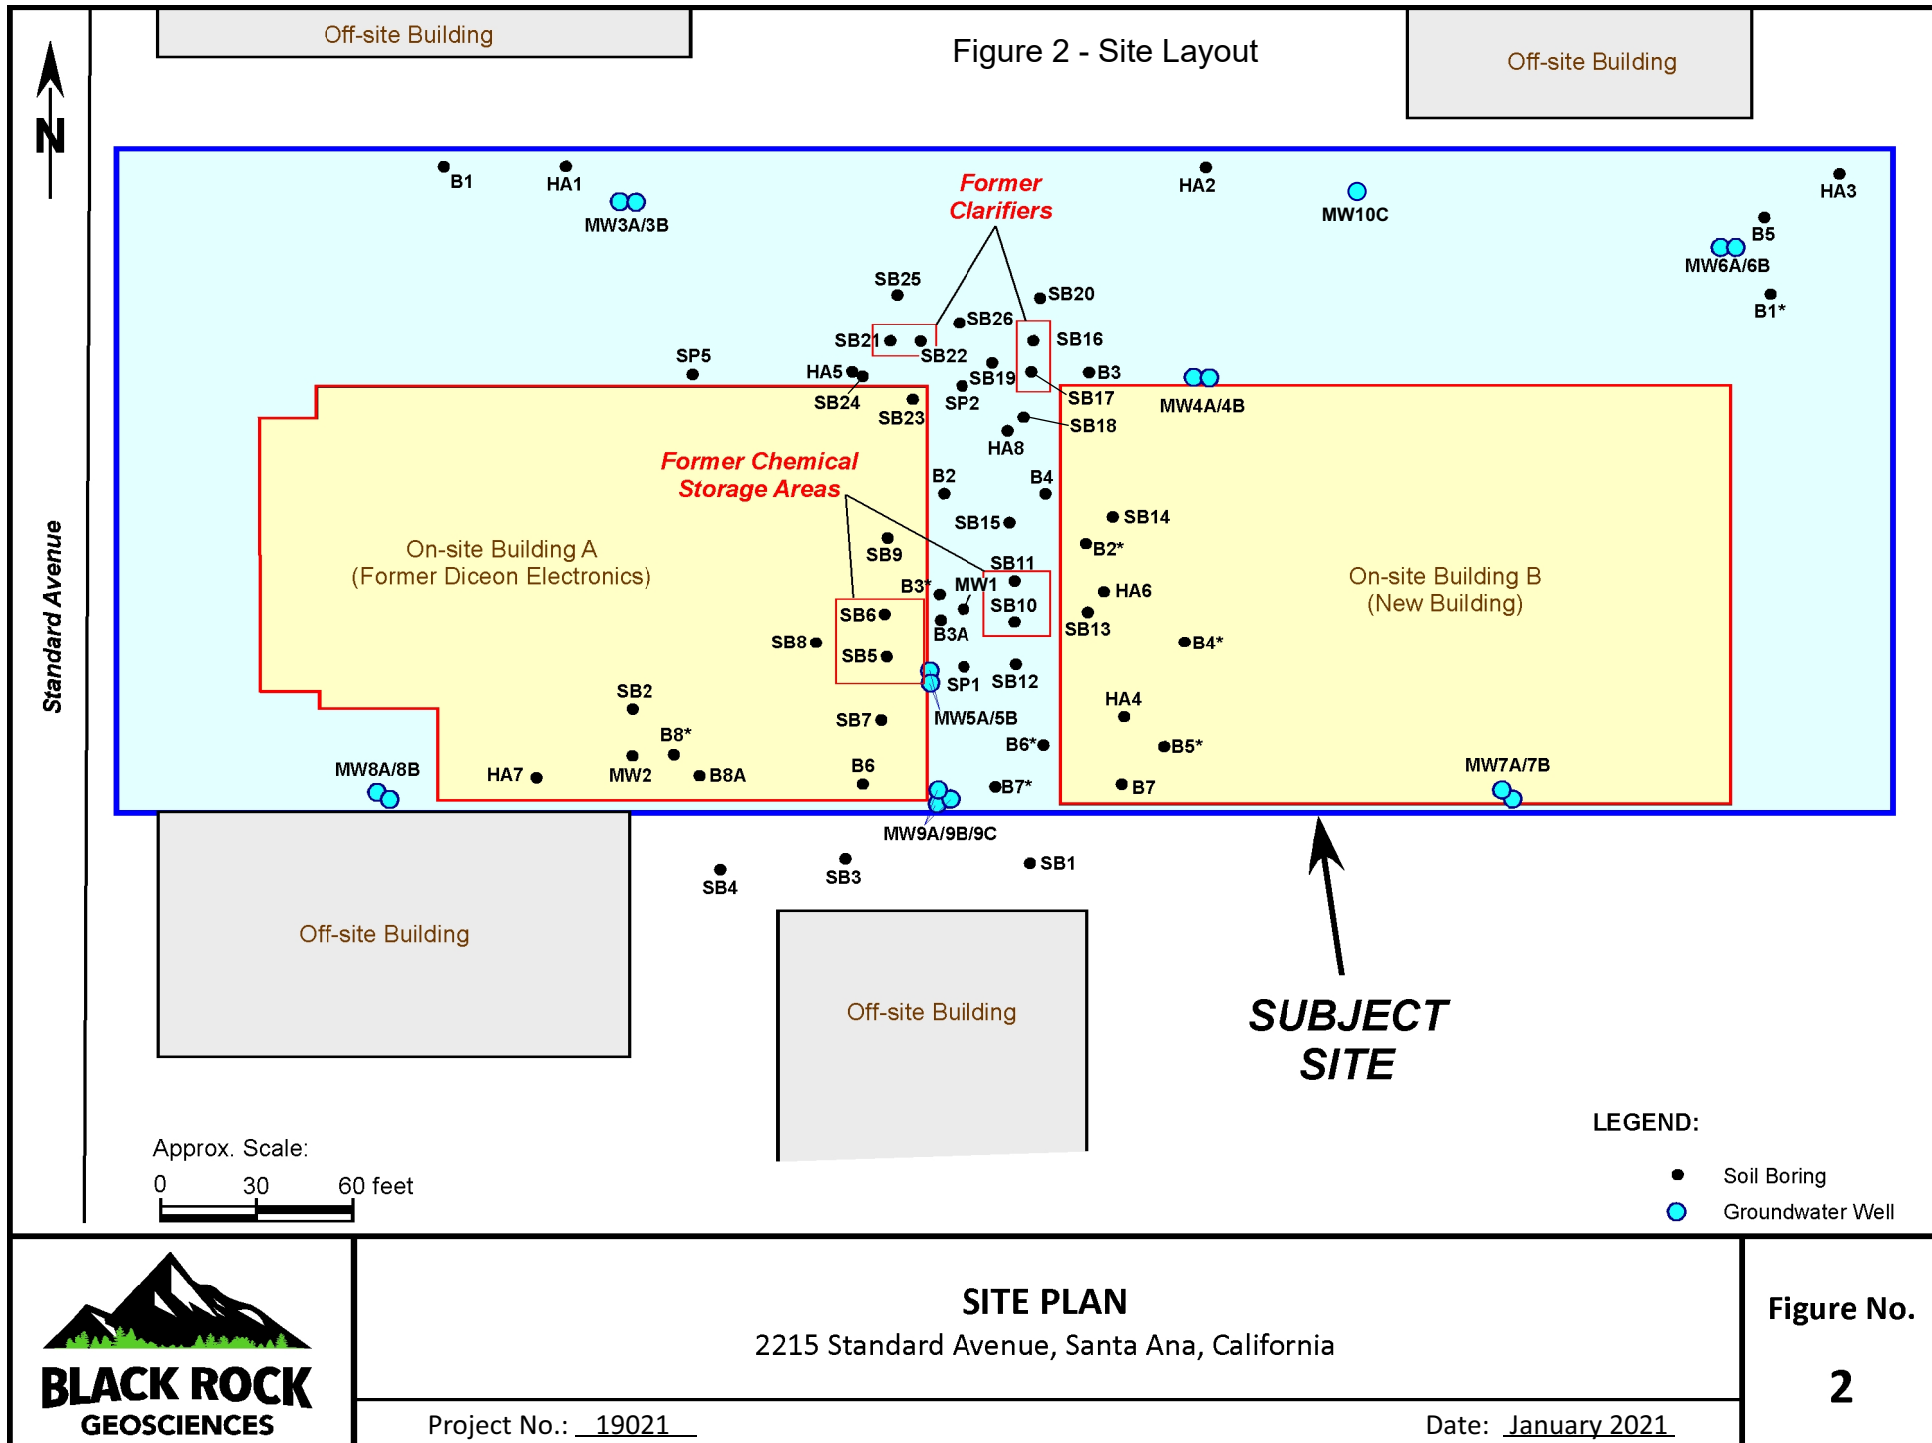 Off-site Building
Figure 2 - Site Layout
Off-site Building
N
B1
HA1
MW3A/3B
Former
Clarifiers
HA2
MW10C
HA3
B5
MW6A/6B
B1*
SB25
SB20
SB26
SB21
SB22
SB16
SP5
HA5
SB24
SB23
SB19
SP2
B3
SB17
MW4A/4B
SB18
HA8
Former Chemical
Storage Areas
B2
B4
SB15
SB14
SB9
B2*
On-site Building A
(Former Diceon Electronics)
SB11
B3*
MW1
SB10
HA6
On-site Building B
(New Building)
SB6
B3A
SB13
SB8
B4*
SB5
SP1
SB12
Standard Avenue
SB2
HA4
SB7
MW5A/5B
B8*
B6*
B5*
MW8A/8B
HA7
MW2
B8A
B6
B7*
B7
MW7A/7B
MW9A/9B/9C
SB4
SB3
SB1
Off-site Building
Off-site Building
SUBJECT
SITE
Approx. Scale:
0 30 60 feet
LEGEND:
Soil Boring
Groundwater Well
BLACK ROCK
GEOSCIENCES
SITE PLAN
2215 Standard Avenue, Santa Ana, California
Project No.: 19021
Date: January 2021
Figure No.
2